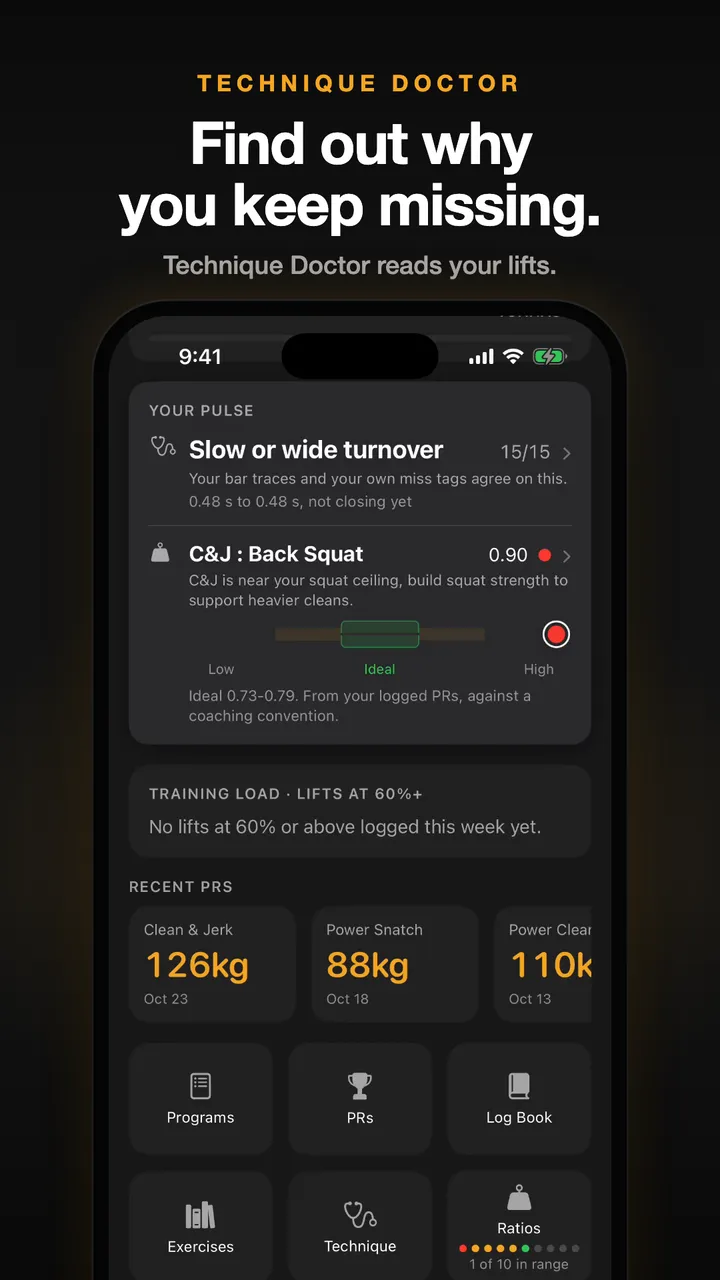 TECHNIQUE DOCTOR
Find out why
you keep missing.
Technique Doctor reads your lifts.
9:41
YOUR PULSE
Slow or wide turnover 15/15
Your bar traces and your own miss tags agree on this.
0.48 s to 0.48 s, not closing yet
C&J : Back Squat 0.90
C&J is near your squat ceiling, build squat strength to
support heavier cleans.
Low Ideal High
Ideal 0.73-0.79. From your logged PRs, against a
coaching convention.
TRAINING LOAD · LIFTS AT 60%+
No lifts at 60% or above logged this week yet.
RECENT PRS
Clean & Jerk Power Snatch Power Clear
126kg 88kg 110k
Oct 23 Oct 18 Oct 13
Programs PRs Log Book
Exercises Technique Ratios
1 of 10 in range